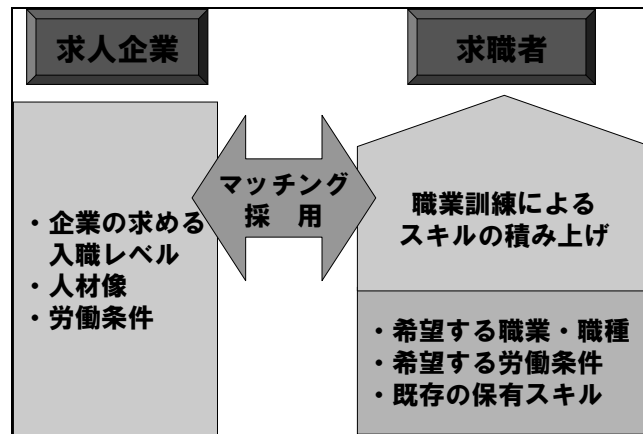 求人企業
求職者
マッチング
採　用
・企業の求める
入職レベル
・人材像
・労働条件
職業訓練による
スキルの積み上げ
・希望する職業・職種
・希望する労働条件
・既存の保有スキル